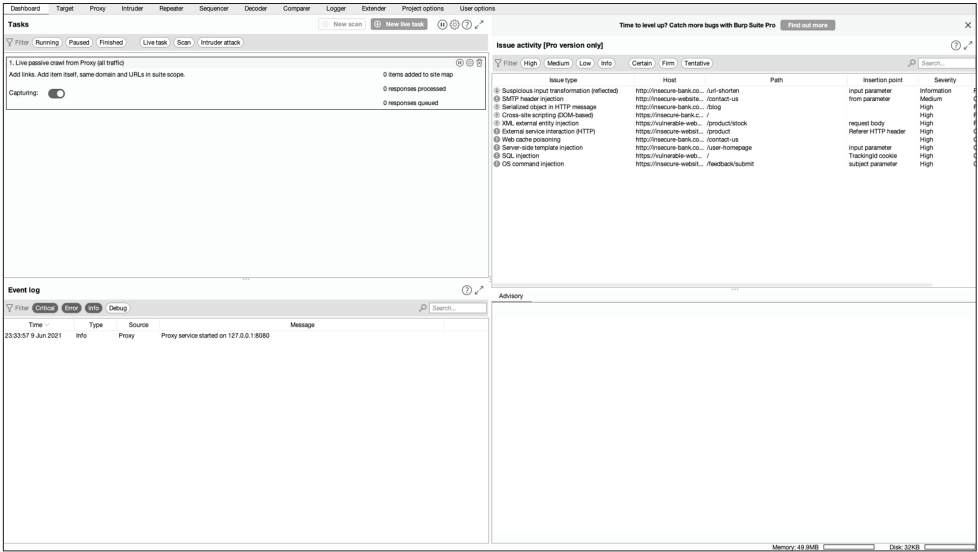 Dashboard Target Proxy Intruder Repeater Sequencer Decoder Comparer Logger Extender Project options User options
Tasks
New scan
New live task
Filter Running Paused Finished Live task Scan Intruder attack
1. Live passive crawl from Proxy (all traffic)
Add links. Add item itself, same domain and URLs in suite scope.
0 items added to site map
Capturing:
0 responses processed
0 responses queued
Event log
Filter Critical Error Info Debug Search...
Time Type Source Message
23:33:57 9 Jun 2021 Info Proxy Proxy service started on 127.0.0.1:8080
Time to level up? Catch more bugs with Burp Suite Pro Find out more
Issue activity [Pro version only]
Filter High Medium Low Info Certain Firm Tentative Search...
Issue type Host Path Insertion point Severity
Suspicious input transformation (reflected) http://insecure-bank.co... /url-shorten input parameter Information
SMTP header injection http://insecure-website... /contact-us from parameter Medium
Serialized object in HTTP message http://insecure-bank.co... /blog High
Cross-site scripting (DOM-based) https://insecure-bank.c... / High
XML external entity injection https://vulnerable-web... /product/stock request body High
External service interaction (HTTP) https://insecure-websit... /product Referer HTTP header High
Web cache poisoning http://insecure-bank.co... /contact-us High
Server-side template injection http://insecure-bank.co... /user-homepage input parameter High
SQL injection https://vulnerable-web... / TrackingId cookie High
OS command injection https://insecure-websit... /feedback/submit subject parameter High
Advisory
Memory: 49.9MB Disk: 32KB